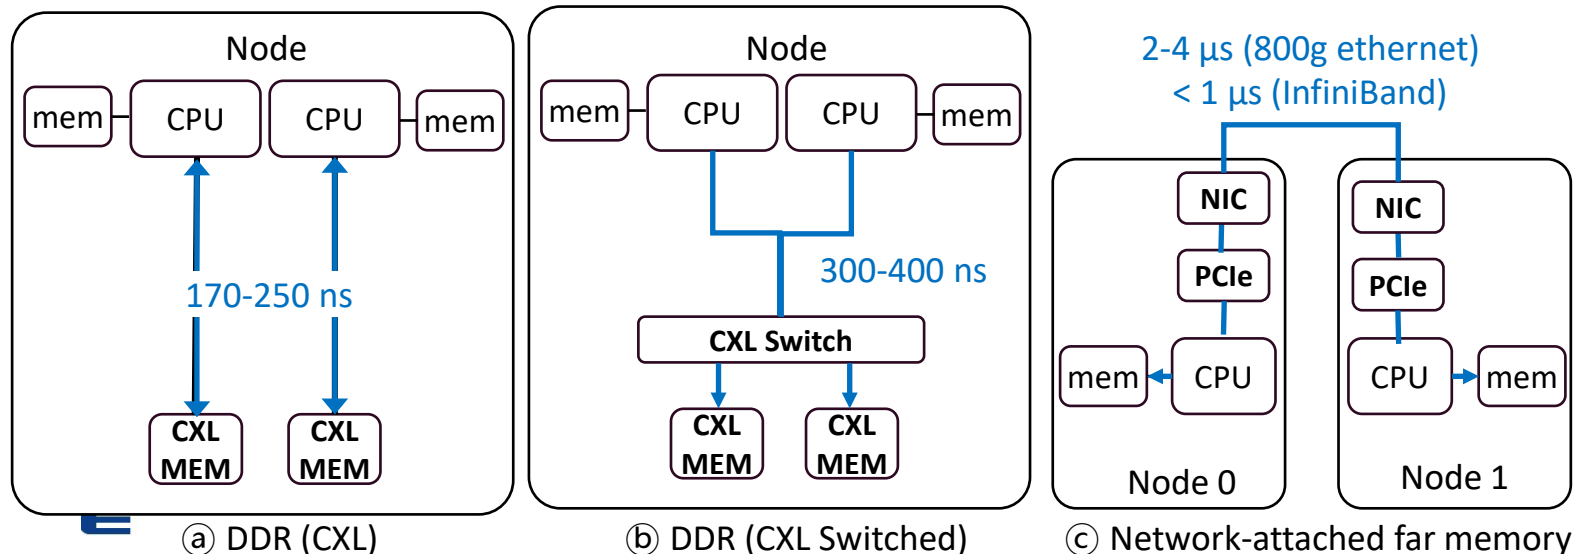 Node
mem
CPU
CPU
mem
170-250 ns
CXL
MEM
CXL
MEM
ⓐ DDR (CXL)
Node
mem
CPU
CPU
mem
300-400 ns
CXL Switch
CXL
MEM
CXL
MEM
ⓑ DDR (CXL Switched)
2-4 µs (800g ethernet)
< 1 µs (InfiniBand)
NIC
PCIe
mem
CPU
Node 0
NIC
PCIe
CPU
mem
Node 1
ⓒ Network-attached far memory